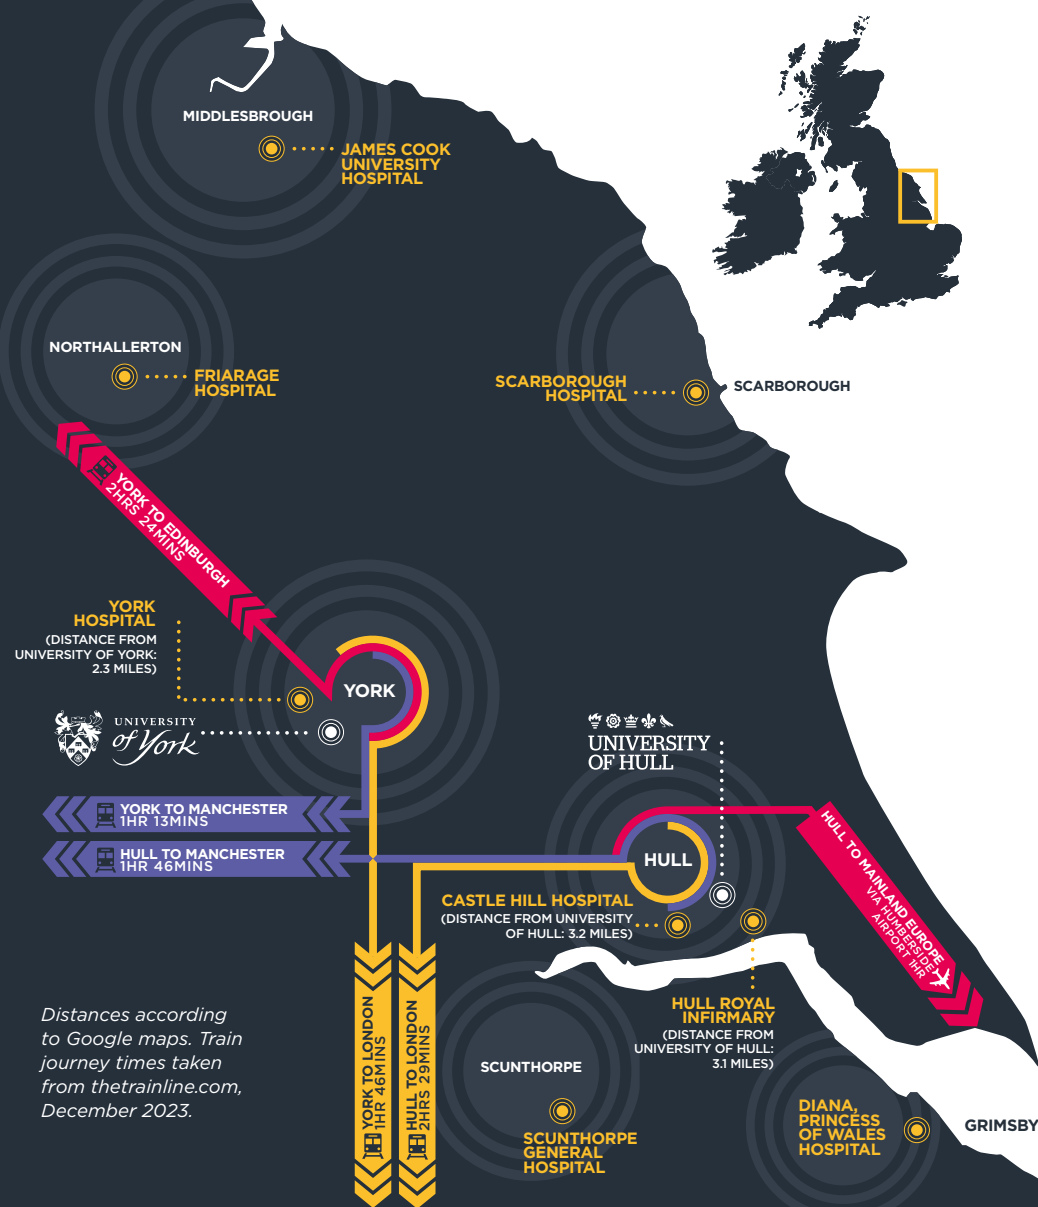 MIDDLESBROUGH
JAMES COOK
UNIVERSITY
HOSPITAL
NORTHALLERTON
FRIARAGE
HOSPITAL
SCARBOROUGH
HOSPITAL
SCARBOROUGH
YORK TO EDINBURGH
2HRS 24MINS
YORK
HOSPITAL
(DISTANCE FROM
UNIVERSITY OF YORK:
2.3 MILES)
YORK
UNIVERSITY
of York
UNIVERSITY
OF HULL
YORK TO MANCHESTER
1HR 13MINS
HULL TO MANCHESTER
1HR 46MINS
HULL
HULL TO MAINLAND EUROPE
VIA HUMBERSIDE
AIRPORT 1HR
CASTLE HILL HOSPITAL
(DISTANCE FROM UNIVERSITY
OF HULL: 3.2 MILES)
HULL ROYAL
INFIRMARY
(DISTANCE FROM
UNIVERSITY OF HULL:
3.1 MILES)
YORK TO LONDON
1HR 46MINS
HULL TO LONDON
2HRS 29MINS
Distances according
to Google maps. Train
journey times taken
from thetrainline.com,
December 2023.
SCUNTHORPE
SCUNTHORPE
GENERAL
HOSPITAL
DIANA,
PRINCESS
OF WALES
HOSPITAL
GRIMSBY